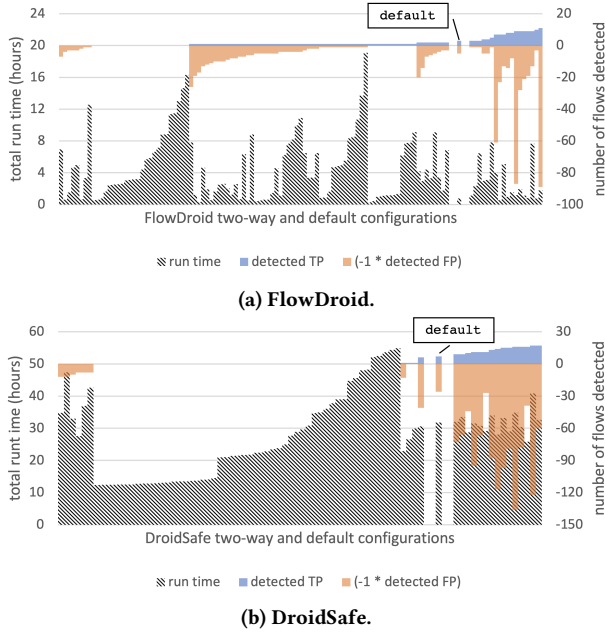 default
total run time (hours)
24
20
16
12
8
4
0
20
0
-20
-40
-60
-80
-100
number of flows detected
FlowDroid two-way and default configurations
run time
detected TP
(-1 * detected FP)
(a) FlowDroid.
default
total runt ime (hours)
60
50
40
30
20
10
0
30
0
-30
-60
-90
-120
-150
number of flows detected
DroidSafe two-way and default configurations
run time
detected TP
(-1 * detected FP)
(b) DroidSafe.